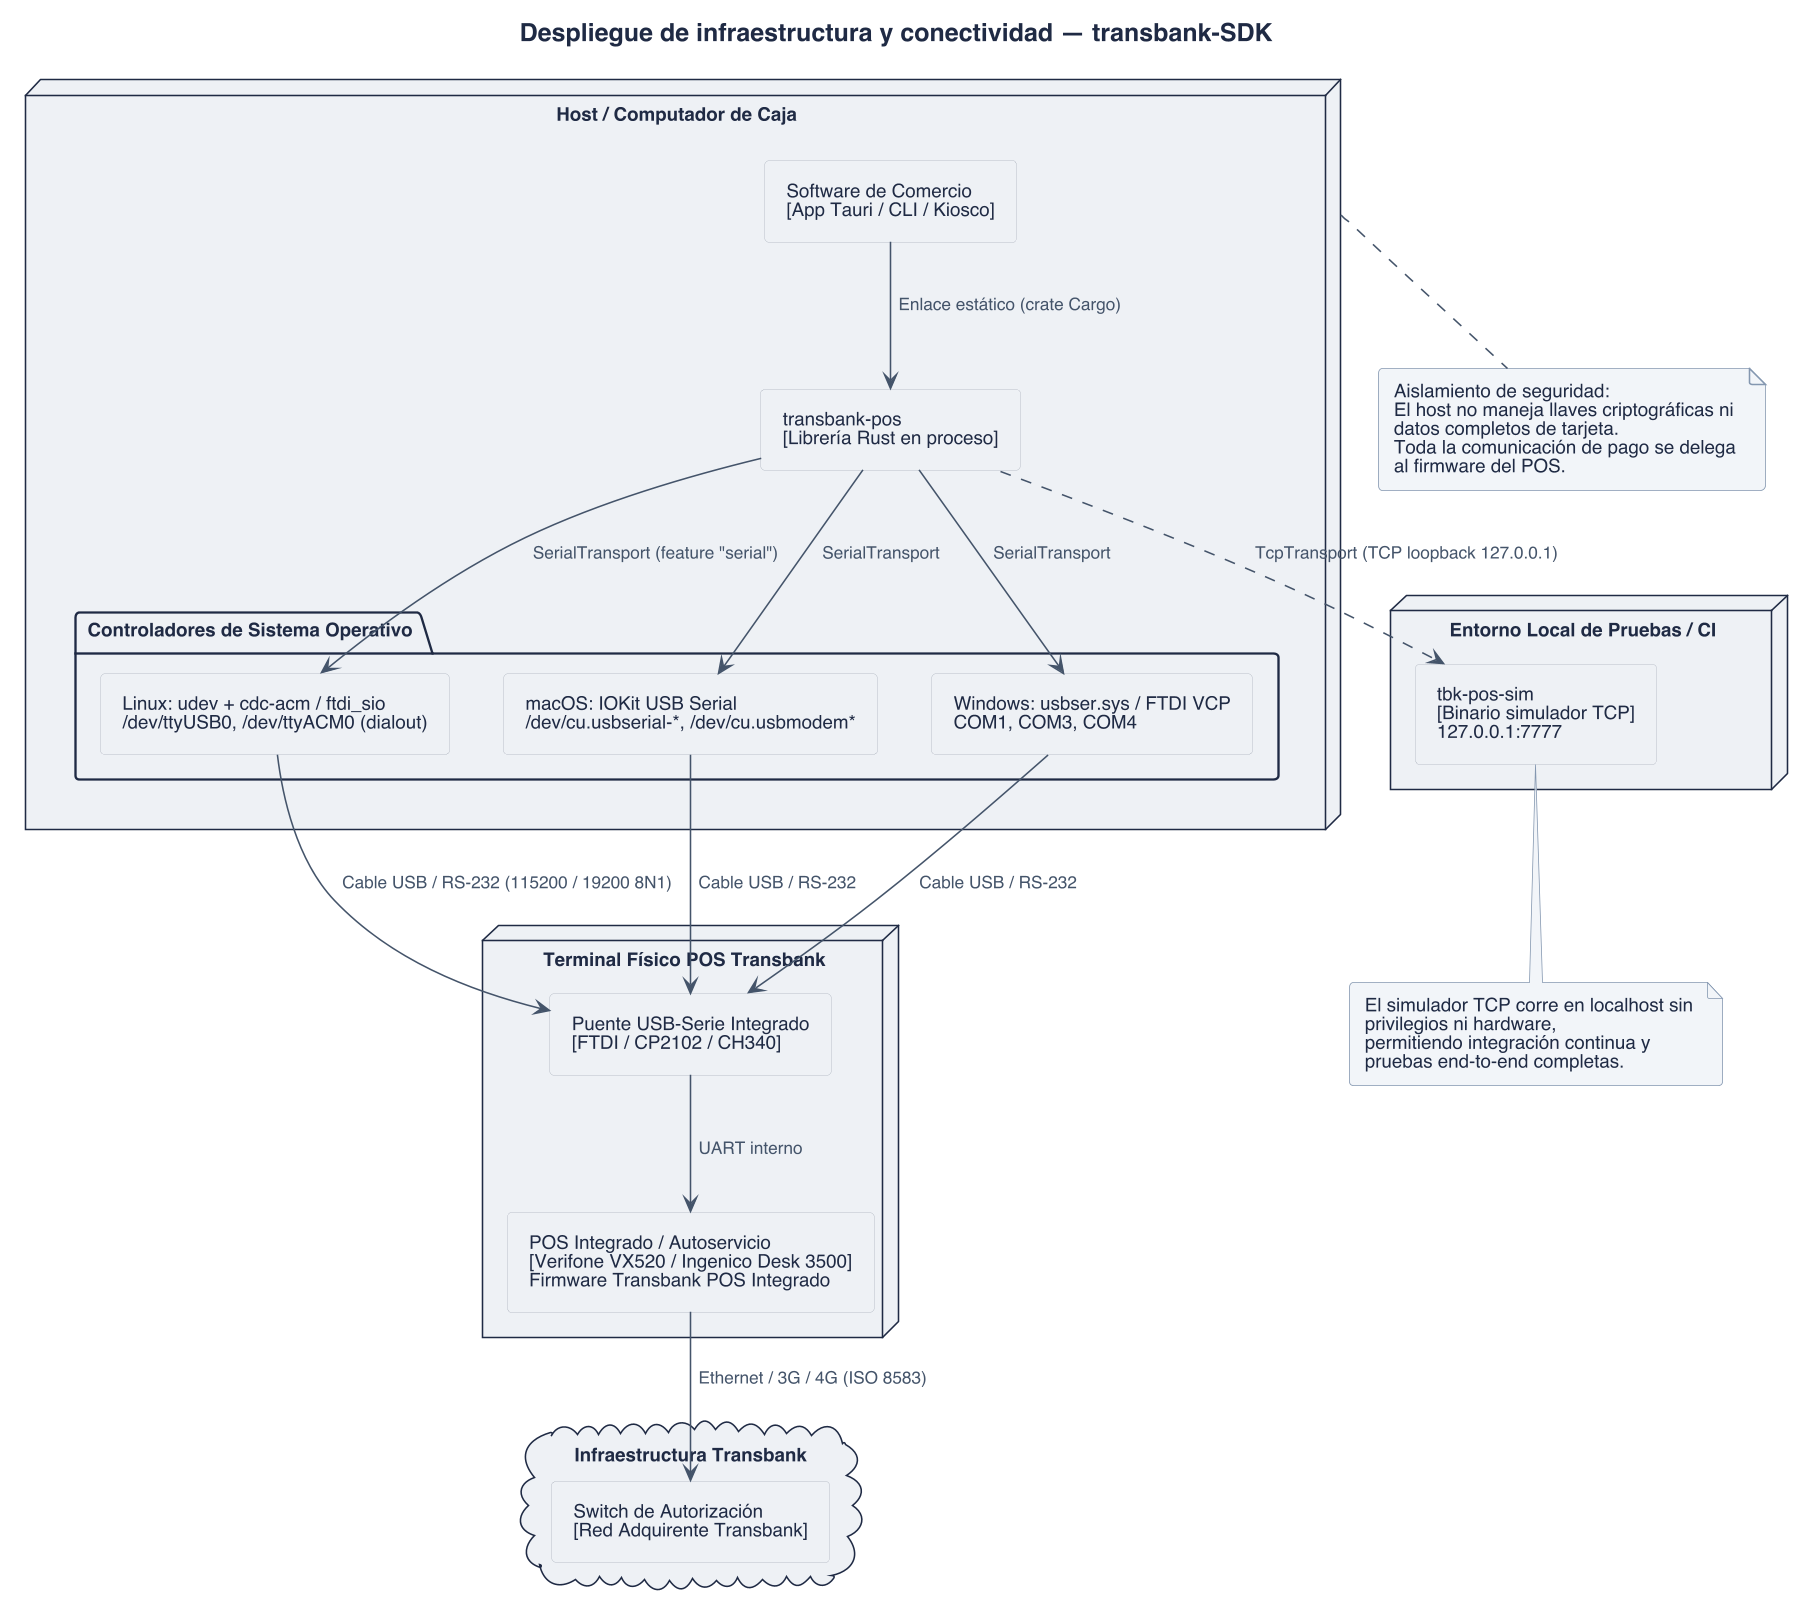 Despliegue de infraestructura y conectividad — transbank-SDK
Host / Computador de Caja
Software de Comercio
[App Tauri / CLI / Kiosco]
Enlace estático (crate Cargo)
transbank-pos
[Librería Rust en proceso]
Aislamiento de seguridad:
El host no maneja llaves criptográficas ni
datos completos de tarjeta.
Toda la comunicación de pago se delega
al firmware del POS.
SerialTransport (feature "serial")
SerialTransport
SerialTransport
TcpTransport (TCP loopback 127.0.0.1)
Controladores de Sistema Operativo
Linux: udev + cdc-acm / ftdi_sio
/dev/ttyUSB0, /dev/ttyACM0 (dialout)
macOS: IOKit USB Serial
/dev/cu.usbserial-*, /dev/cu.usbmodem*
Windows: usbser.sys / FTDI VCP
COM1, COM3, COM4
Entorno Local de Pruebas / CI
tbk-pos-sim
[Binario simulador TCP]
127.0.0.1:7777
Cable USB / RS-232 (115200 / 19200 8N1)
Cable USB / RS-232
Cable USB / RS-232
Terminal Físico POS Transbank
Puente USB-Serie Integrado
[FTDI / CP2102 / CH340]
El simulador TCP corre en localhost sin
privilegios ni hardware,
permitiendo integración continua y
pruebas end-to-end completas.
UART interno
POS Integrado / Autoservicio
[Verifone VX520 / Ingenico Desk 3500]
Firmware Transbank POS Integrado
Ethernet / 3G / 4G (ISO 8583)
Infraestructura Transbank
Switch de Autorización
[Red Adquirente Transbank]